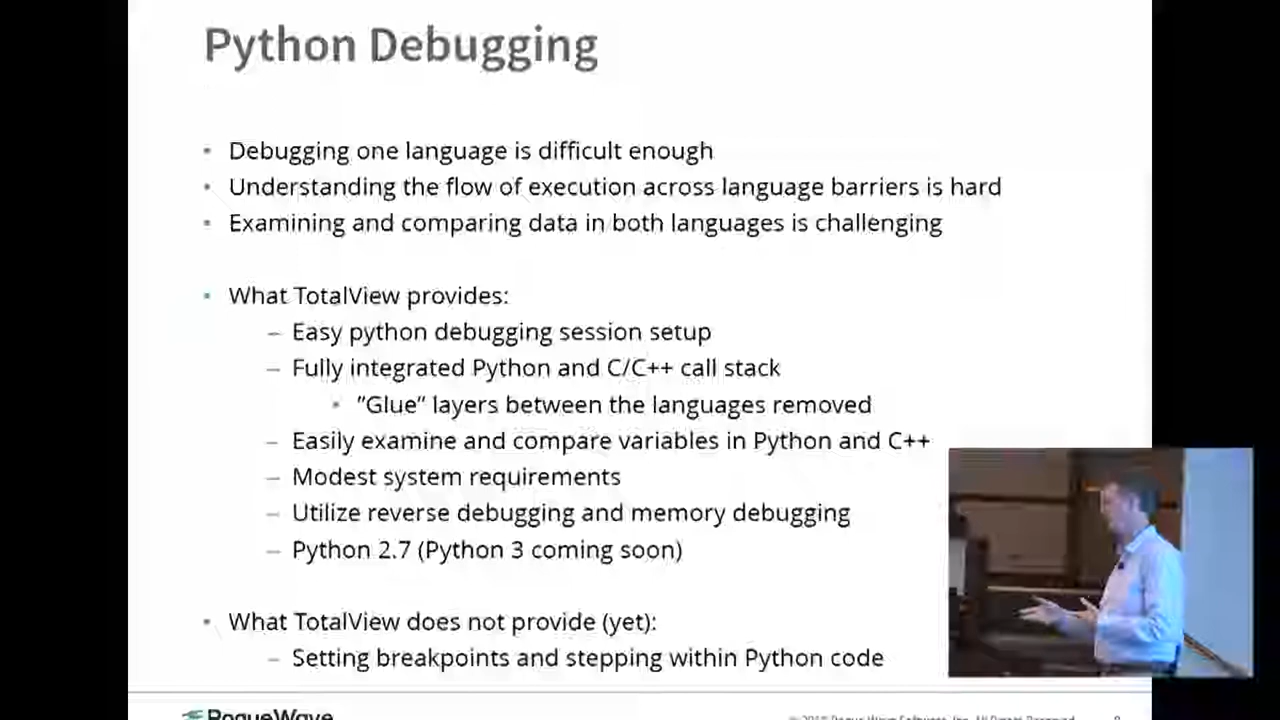 Python Debugging
Debugging one language is difficult enough
Understanding the flow of execution across language barriers is hard
Examining and comparing data in both languages is challenging
What TotalView provides:
– Easy python debugging session setup
– Fully integrated Python and C/C++ call stack
"Glue" layers between the languages removed
– Easily examine and compare variables in Python and C++
– Modest system requirements
– Utilize reverse debugging and memory debugging
– Python 2.7 (Python 3 coming soon)
What TotalView does not provide (yet):
– Setting breakpoints and stepping within Python code
RogueWave